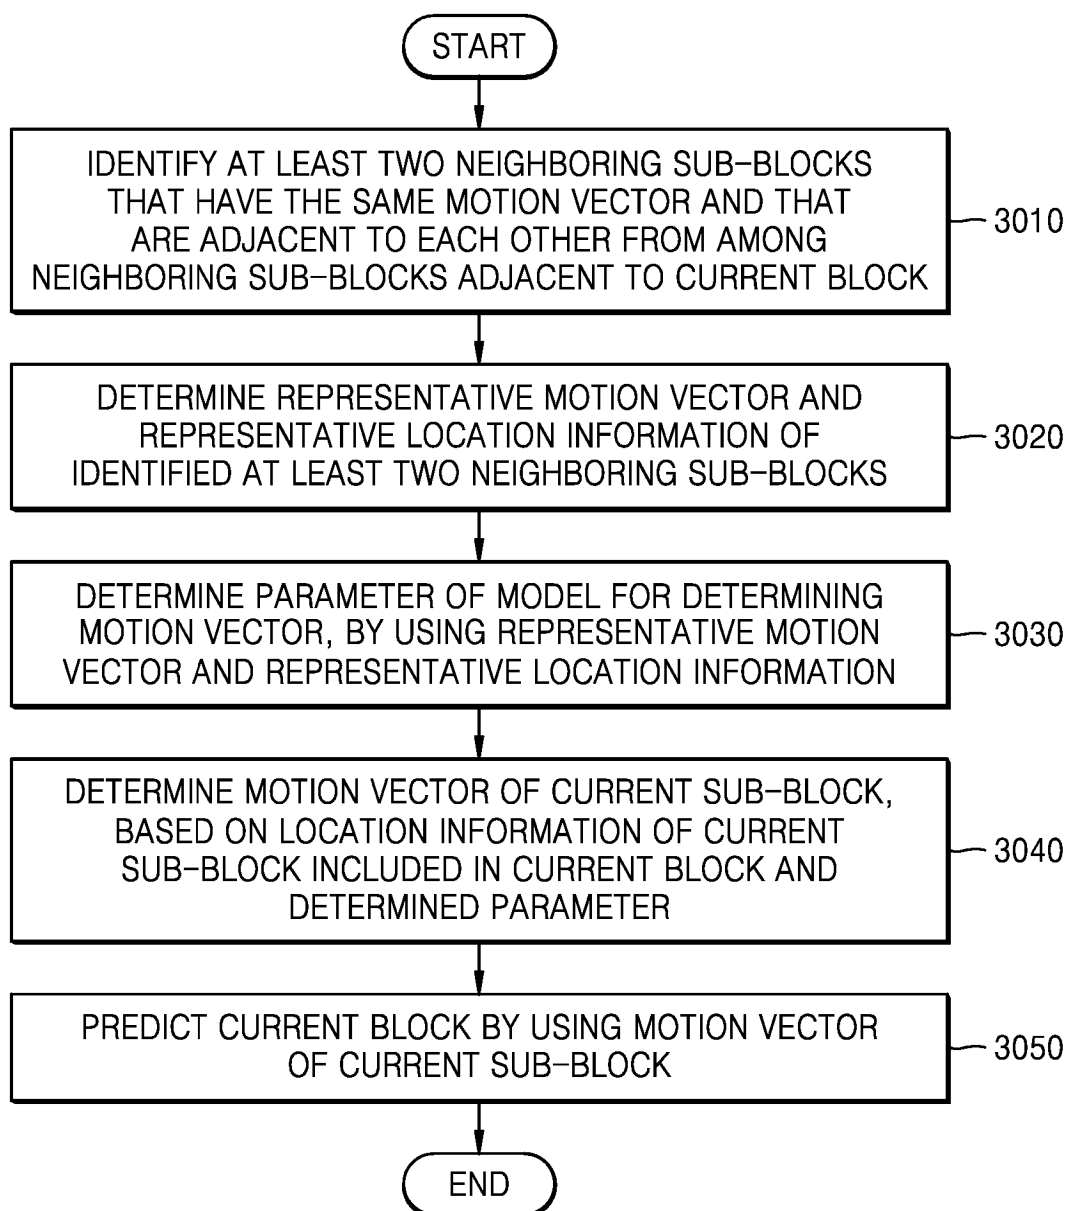 START
IDENTIFY AT LEAST TWO NEIGHBORING SUB-BLOCKS
THAT HAVE THE SAME MOTION VECTOR AND THAT
ARE ADJACENT TO EACH OTHER FROM AMONG
NEIGHBORING SUB-BLOCKS ADJACENT TO CURRENT BLOCK
3010
DETERMINE REPRESENTATIVE MOTION VECTOR AND
REPRESENTATIVE LOCATION INFORMATION OF
IDENTIFIED AT LEAST TWO NEIGHBORING SUB-BLOCKS
3020
DETERMINE PARAMETER OF MODEL FOR DETERMINING
MOTION VECTOR, BY USING REPRESENTATIVE MOTION
VECTOR AND REPRESENTATIVE LOCATION INFORMATION
3030
DETERMINE MOTION VECTOR OF CURRENT SUB-BLOCK,
BASED ON LOCATION INFORMATION OF CURRENT
SUB-BLOCK INCLUDED IN CURRENT BLOCK AND
DETERMINED PARAMETER
3040
PREDICT CURRENT BLOCK BY USING MOTION VECTOR
OF CURRENT SUB-BLOCK
3050
END